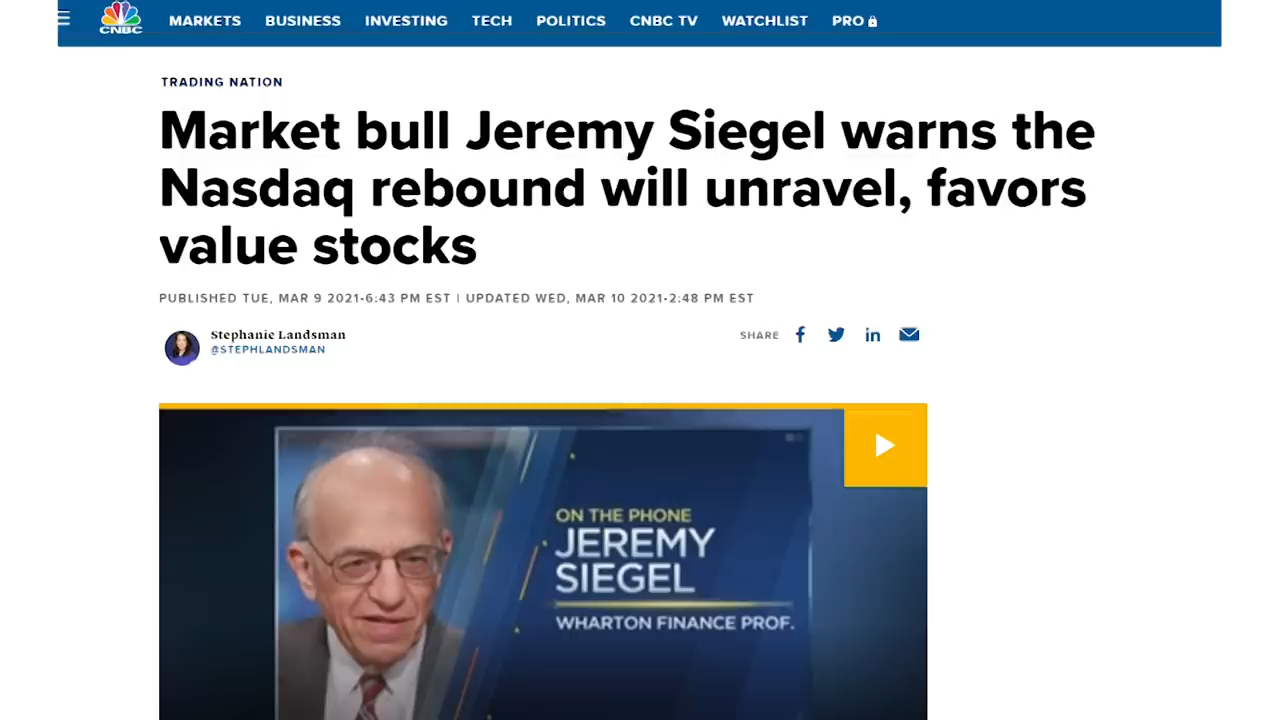 CNBC
MARKETS BUSINESS INVESTING TECH POLITICS CNBC TV WATCHLIST PRO
TRADING NATION
Market bull Jeremy Siegel warns the
Nasdaq rebound will unravel, favors
value stocks
PUBLISHED TUE, MAR 9 2021•6:43 PM EST | UPDATED WED, MAR 10 2021•2:48 PM EST
Stephanie Landsman
@STEPHLANDSMAN
SHARE
ON THE PHONE
JEREMY
SIEGEL
WHARTON FINANCE PROF.